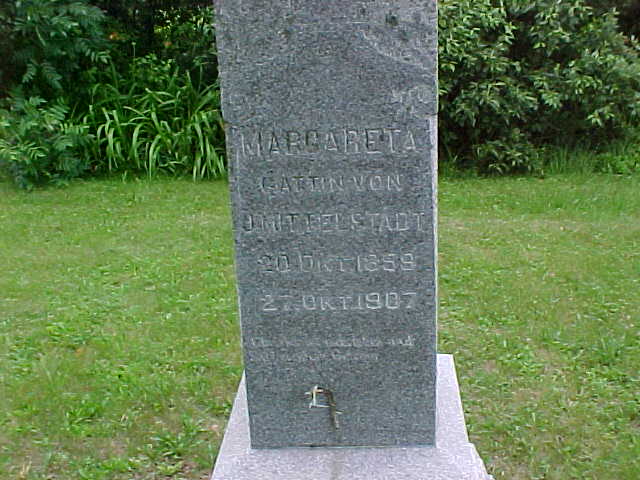 MARGARETA
GATTIN VON
J.MITTELSTADT
20.OKT.1859
27.OKT.1907